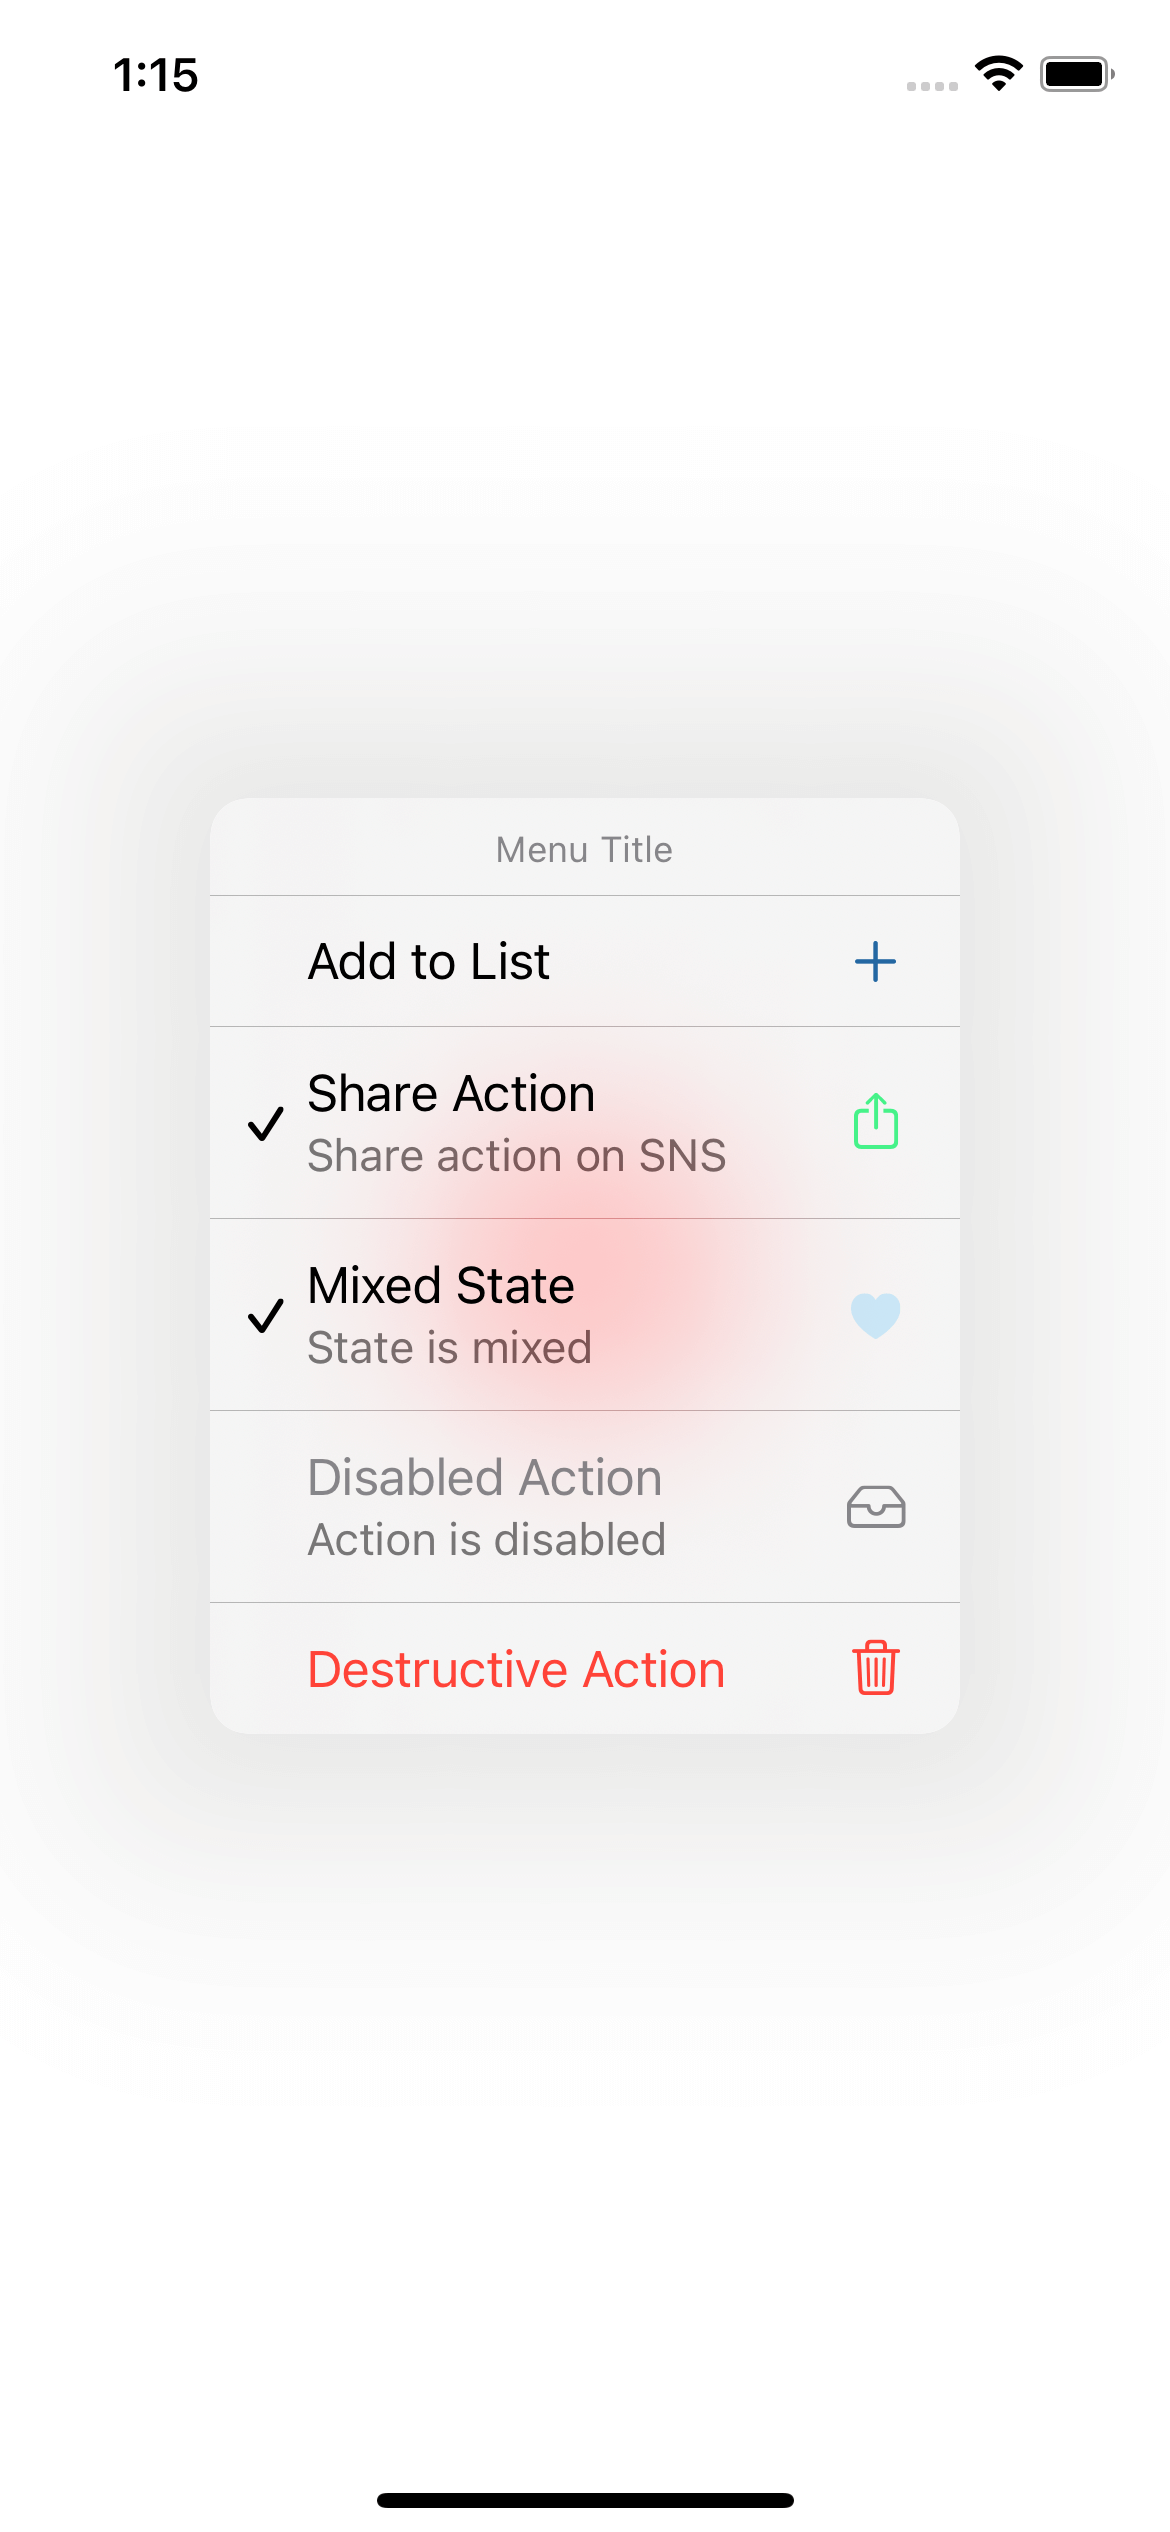 1:15
Menu Title
Add to List
Share Action
Share action on SNS
Mixed State
State is mixed
Disabled Action
Action is disabled
Destructive Action